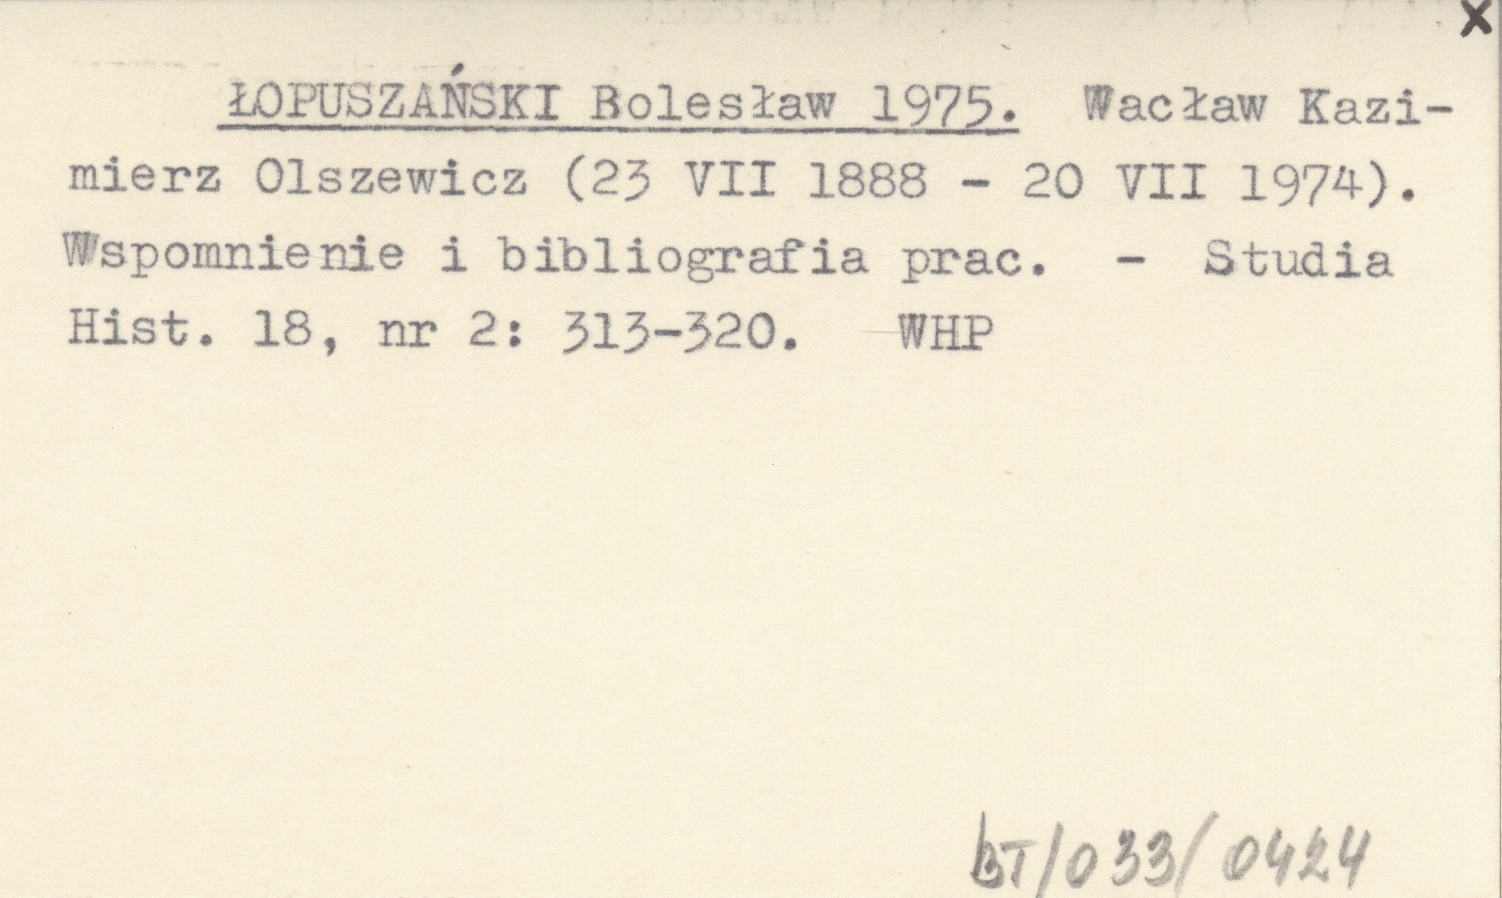 x
ŁOPUSZAŃSKI Bolesław 1975. Wacław Kazi-
mierz Olszewicz (23 VII 1888 - 20 VII 1974).
Wspomnienie i bibliografia prac. - Studia
Hist. 18, nr 2: 313-320. WHP
BT/033/0424